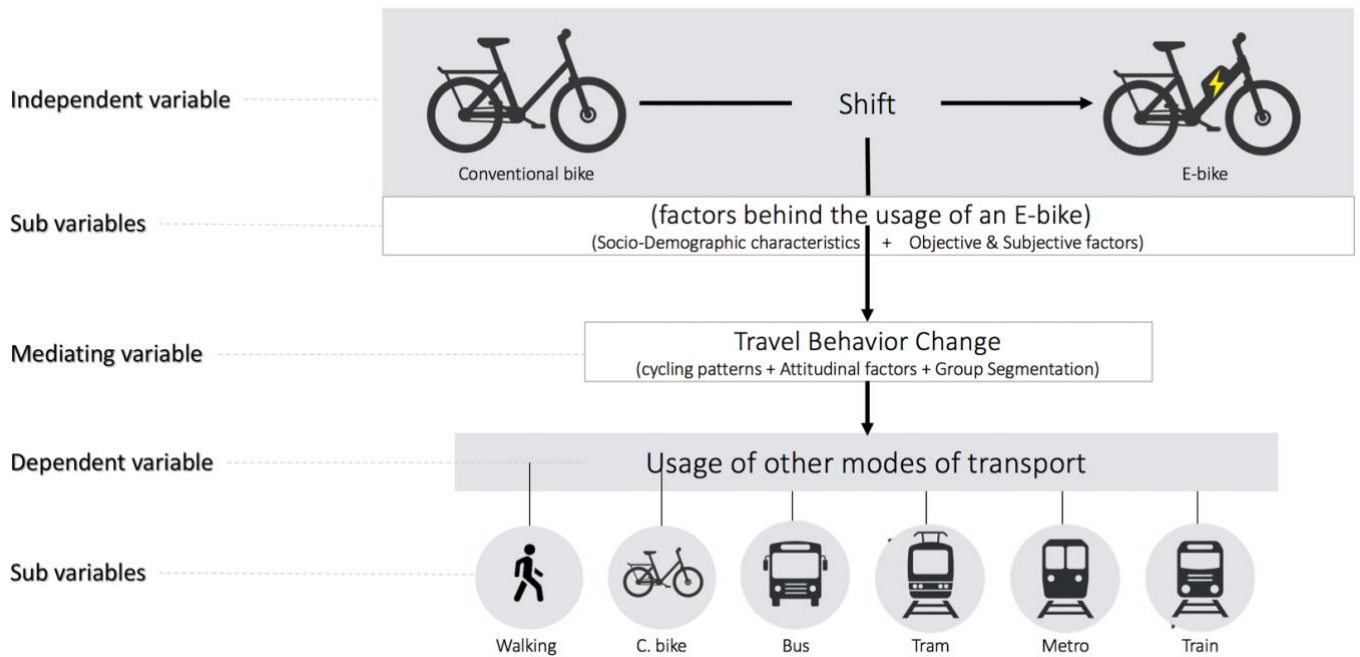 Independent variable
Shift
Conventional bike
E-bike
Sub variables
(factors behind the usage of an E-bike)
(Socio-Demographic characteristics + Objective & Subjective factors)
Mediating variable
Travel Behavior Change
(cycling patterns + Attitudinal factors + Group Segmentation)
Dependent variable
Usage of other modes of transport
Sub variables
Walking
C. bike
Bus
Tram
Metro
Train